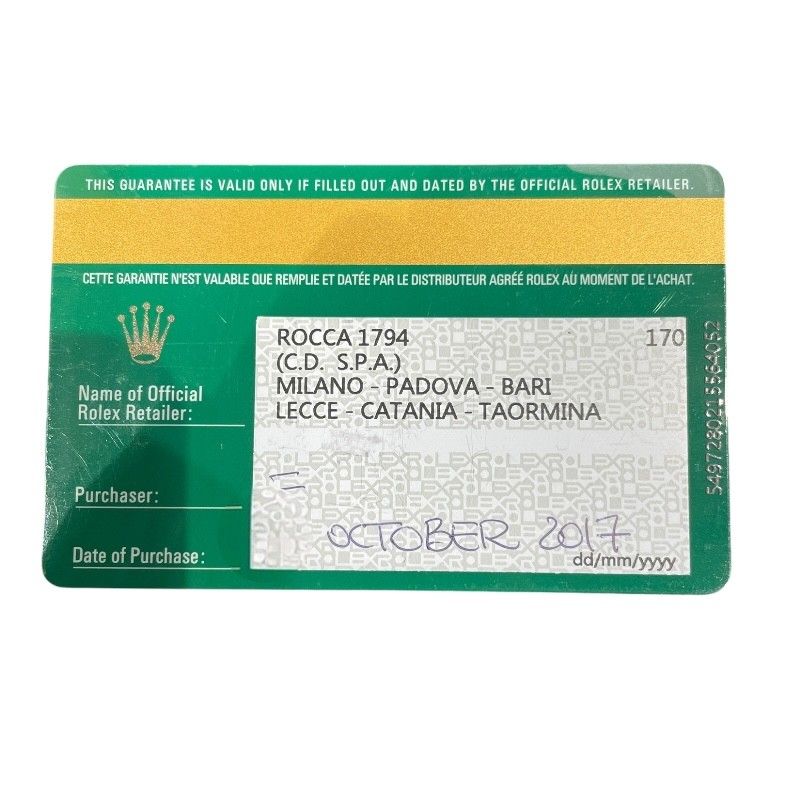 THIS GUARANTEE IS VALID ONLY IF FILLED OUT AND DATED BY THE OFFICIAL ROLEX RETAILER.
CETTE GARANTIE N'EST VALABLE QUE REMPLIE ET DATÉE PAR LE DISTRIBUTEUR AGRÉÉ ROLEX AU MOMENT DE L'ACHAT.
ROCCA 1794 170
(C.D. S.P.A.)
MILANO - PADOVA - BARI
LECCE - CATANIA - TAORMINA
Name of Official
Rolex Retailer:
Purchaser: =
Date of Purchase: OCTOBER 2017
dd/mm/yyyy
5497280215564052